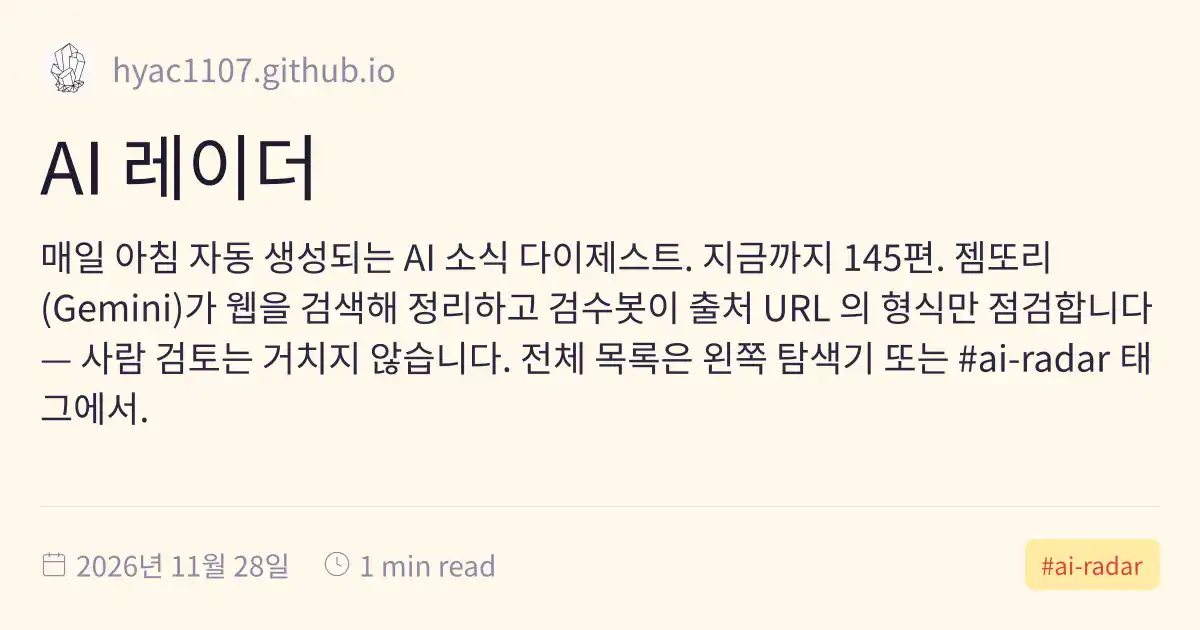 hyac1107.github.io
AI 레이더
매일 아침 자동 생성되는 AI 소식 다이제스트. 지금까지 145편. 젬또리
(Gemini)가 웹을 검색해 정리하고 검수봇이 출처 URL 의 형식만 점검합니다
— 사람 검토는 거치지 않습니다. 전체 목록은 왼쪽 탐색기 또는 #ai-radar 태
그에서.
2026년 11월 28일 1 min read
#ai-radar